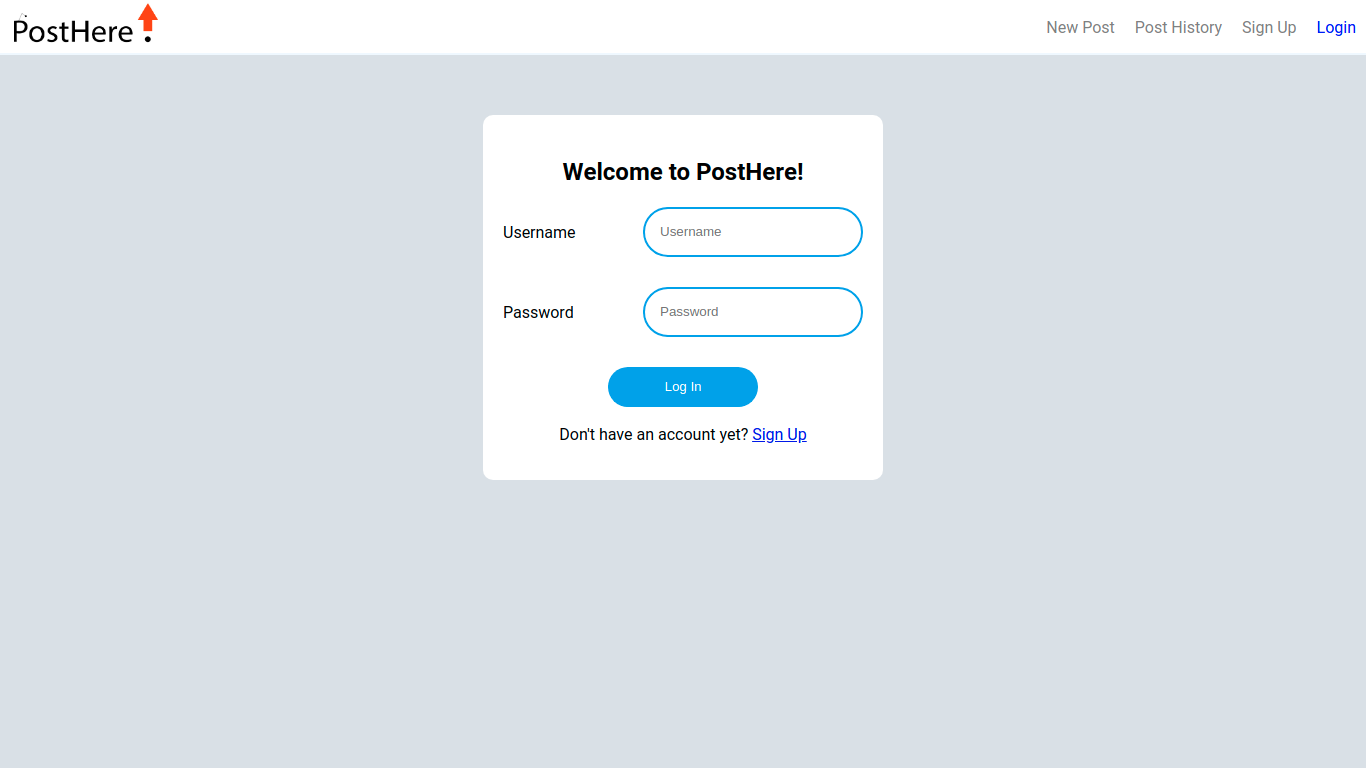 PostHere
New Post Post History Sign Up Login
Welcome to PostHere!
Username Username
Password Password
Log In
Don't have an account yet? Sign Up